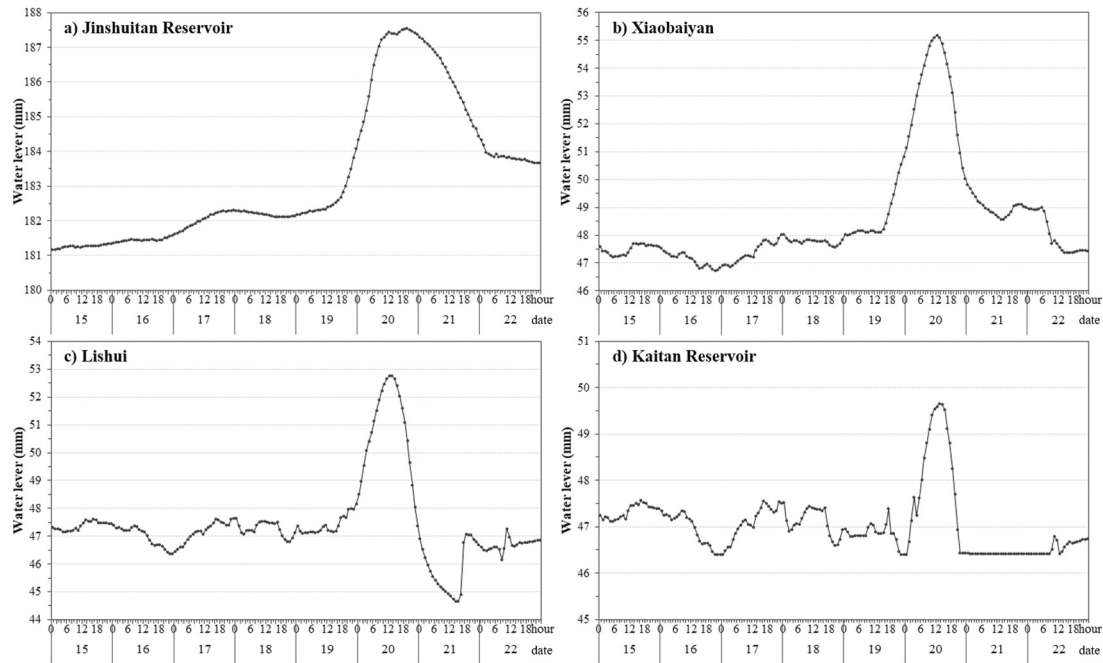 a) Jinshuitan Reservoir
Water lever (mm)
188
187
186
185
184
183
182
181
180
0 6 12 18 0 6 12 18 0 6 12 18 0 6 12 18 0 6 12 18 0 6 12 18 0 6 12 18 0 6 12 18 hour
15 16 17 18 19 20 21 22 date
b) Xiaobaiyan
Water lever (mm)
56
55
54
53
52
51
50
49
48
47
46
0 6 12 18 0 6 12 18 0 6 12 18 0 6 12 18 0 6 12 18 0 6 12 18 0 6 12 18 0 6 12 18 hour
15 16 17 18 19 20 21 22 date
c) Lishui
Water lever (mm)
54
53
52
51
50
49
48
47
46
45
44
0 6 12 18 0 6 12 18 0 6 12 18 0 6 12 18 0 6 12 18 0 6 12 18 0 6 12 18 0 6 12 18 hour
15 16 17 18 19 20 21 22 date
d) Kaitan Reservoir
Water lever (mm)
51
50
49
48
47
46
45
0 6 12 18 0 6 12 18 0 6 12 18 0 6 12 18 0 6 12 18 0 6 12 18 0 6 12 18 0 6 12 18 hour
15 16 17 18 19 20 21 22 date